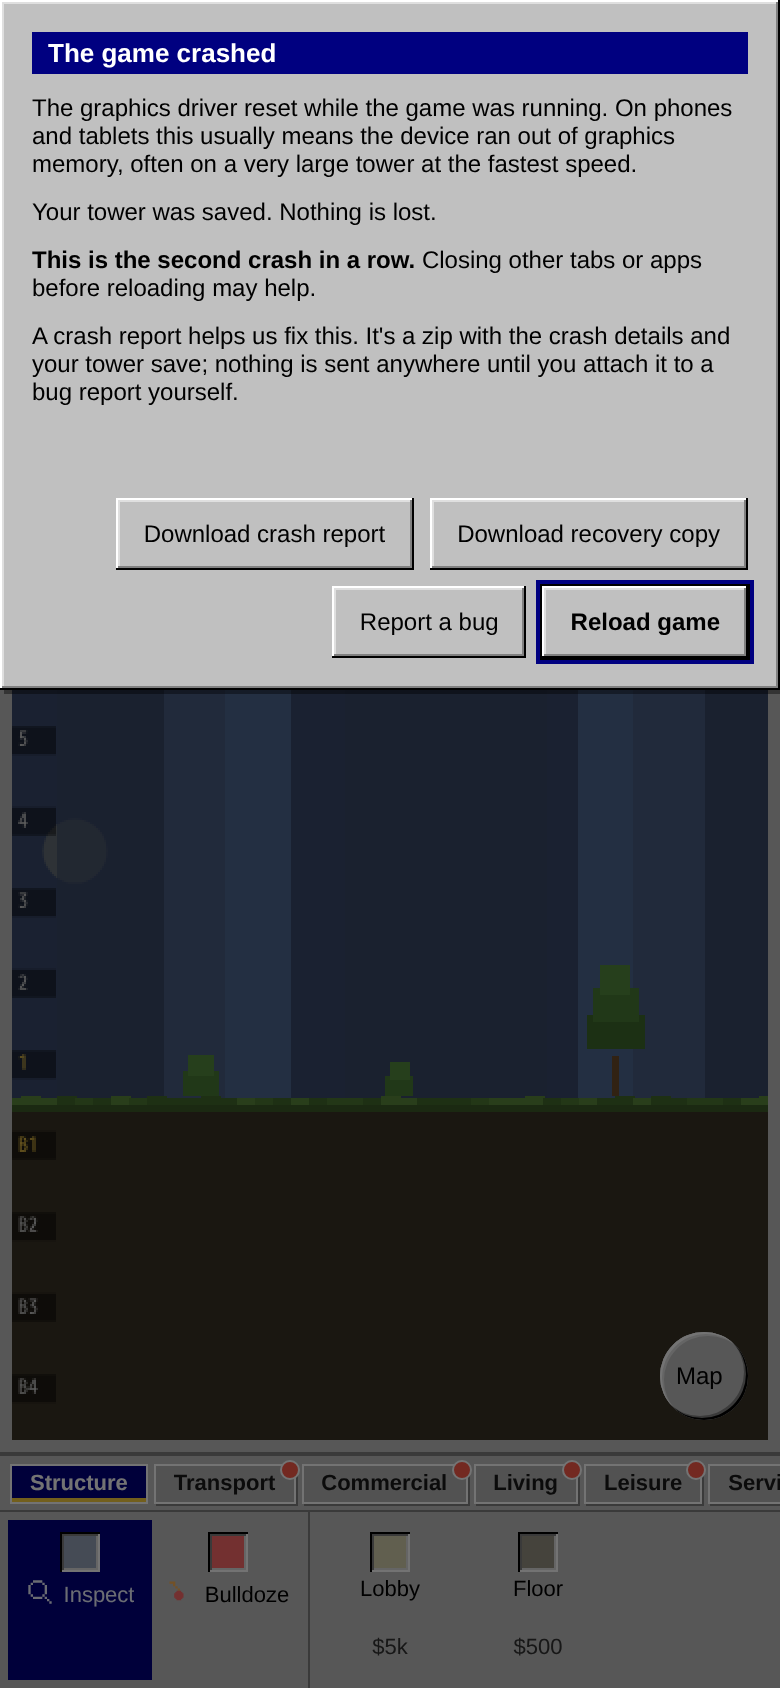 The game crashed
The graphics driver reset while the game was running. On phones
and tablets this usually means the device ran out of graphics
memory, often on a very large tower at the fastest speed.
Your tower was saved. Nothing is lost.
This is the second crash in a row. Closing other tabs or apps
before reloading may help.
A crash report helps us fix this. It's a zip with the crash details and
your tower save; nothing is sent anywhere until you attach it to a
bug report yourself.
Download crash report Download recovery copy
Report a bug Reload game
5
4
3
2
1
B1
B2
B3
B4
Map
Structure Transport Commercial Living Leisure Servi
Inspect Bulldoze Lobby Floor
$5k $500